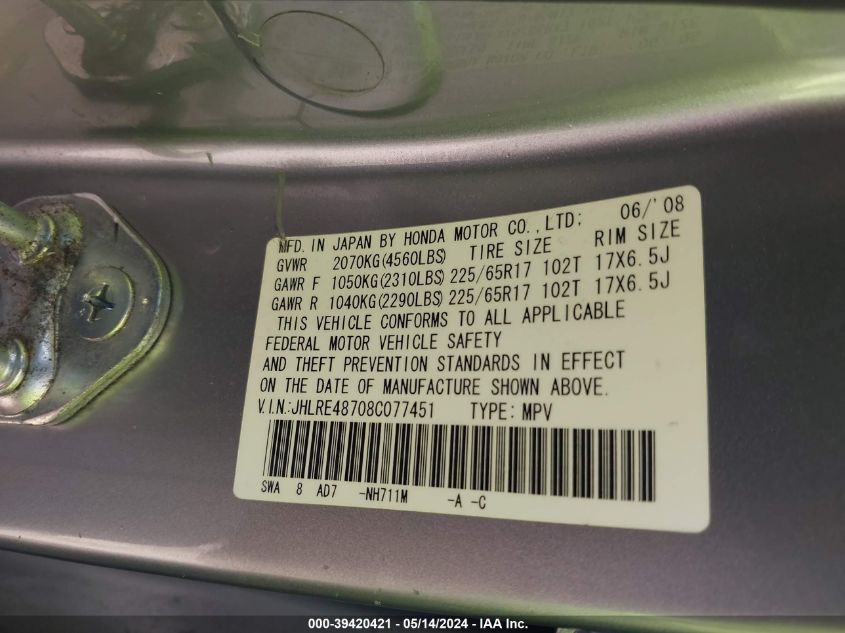 MFD. IN JAPAN BY HONDA MOTOR CO., LTD; 06/'08
GVWR 2070KG(4560LBS) TIRE SIZE RIM SIZE
GAWR F 1050KG(2310LBS) 225/65R17 102T 17X6.5J
GAWR R 1040KG(2290LBS) 225/65R17 102T 17X6.5J
THIS VEHICLE CONFORMS TO ALL APPLICABLE
FEDERAL MOTOR VEHICLE SAFETY
AND THEFT PREVENTION STANDARDS IN EFFECT
ON THE DATE OF MANUFACTURE SHOWN ABOVE.
V.I.N.:JHLRE48708C077451 TYPE: MPV
SWA 8 AD7 -NH711M -A -C
000-39420421 - 05/14/2024 - IAA Inc.